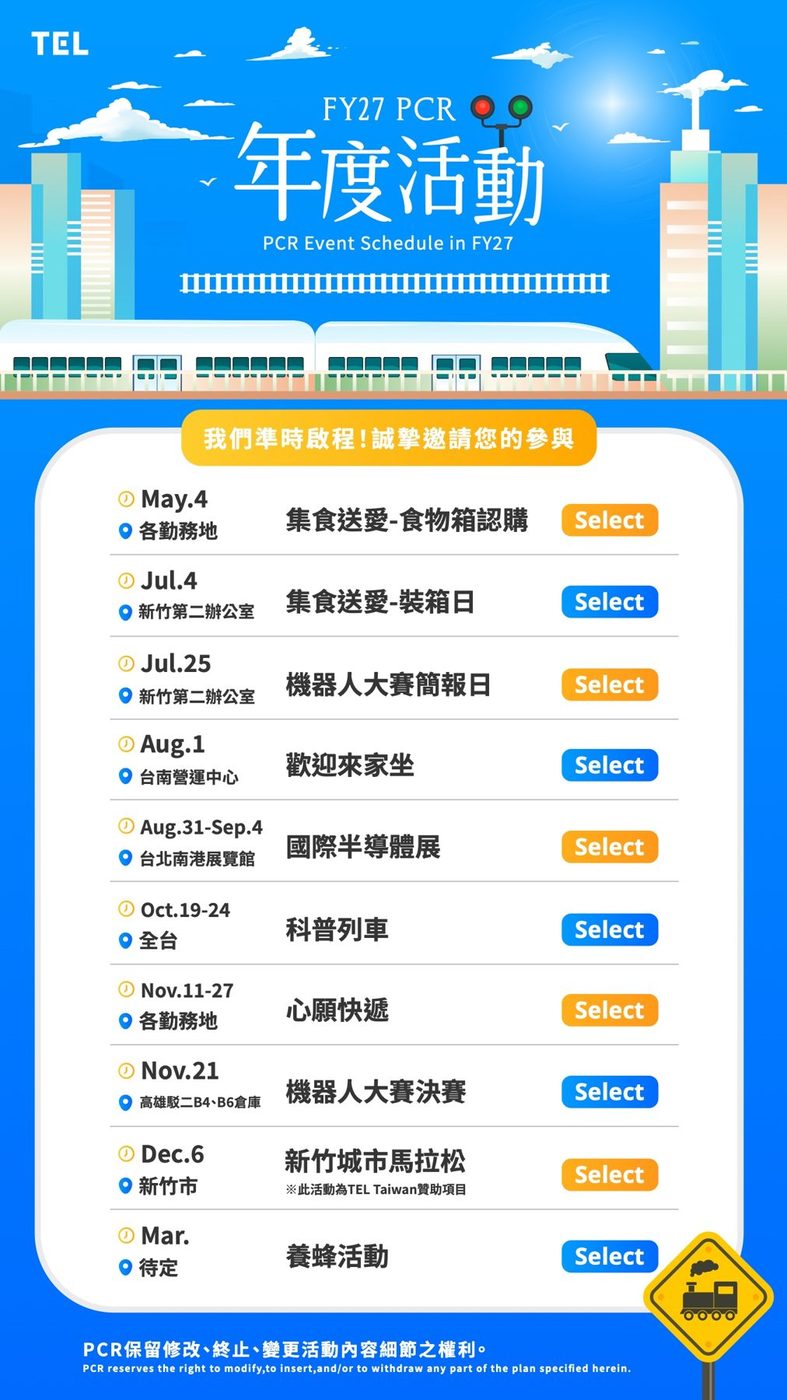 TEL
FY27 PCR
年度活動
PCR Event Schedule in FY27
我們準時啟程!誠摯邀請您的參與
May.4
各勤務地
集食送愛-食物箱認購
Select
Jul.4
新竹第二辦公室
集食送愛-裝箱日
Select
Jul.25
新竹第二辦公室
機器人大賽簡報日
Select
Aug.1
台南營運中心
歡迎來家坐
Select
Aug.31-Sep.4
台北南港展覽館
國際半導體展
Select
Oct.19-24
全台
科普列車
Select
Nov.11-27
各勤務地
心願快遞
Select
Nov.21
高雄駁二B4、B6倉庫
機器人大賽決賽
Select
Dec.6
新竹市
新竹城市馬拉松
※此活動為TEL Taiwan贊助項目
Select
Mar.
待定
養蜂活動
Select
PCR保留修改、終止、變更活動內容細節之權利。
PCR reserves the right to modify,to insert,and/or to withdraw any part of the plan specified herein.